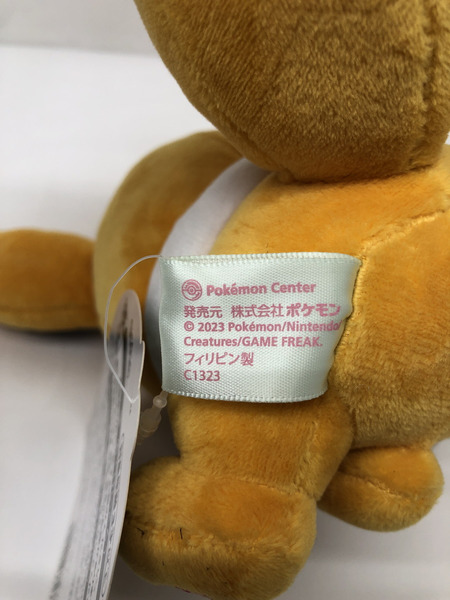 Pokémon Center
発売元 株式会社ポケモン
© 2023 Pokémon/Nintendo/
Creatures/GAME FREAK.
フィリピン製
C1323